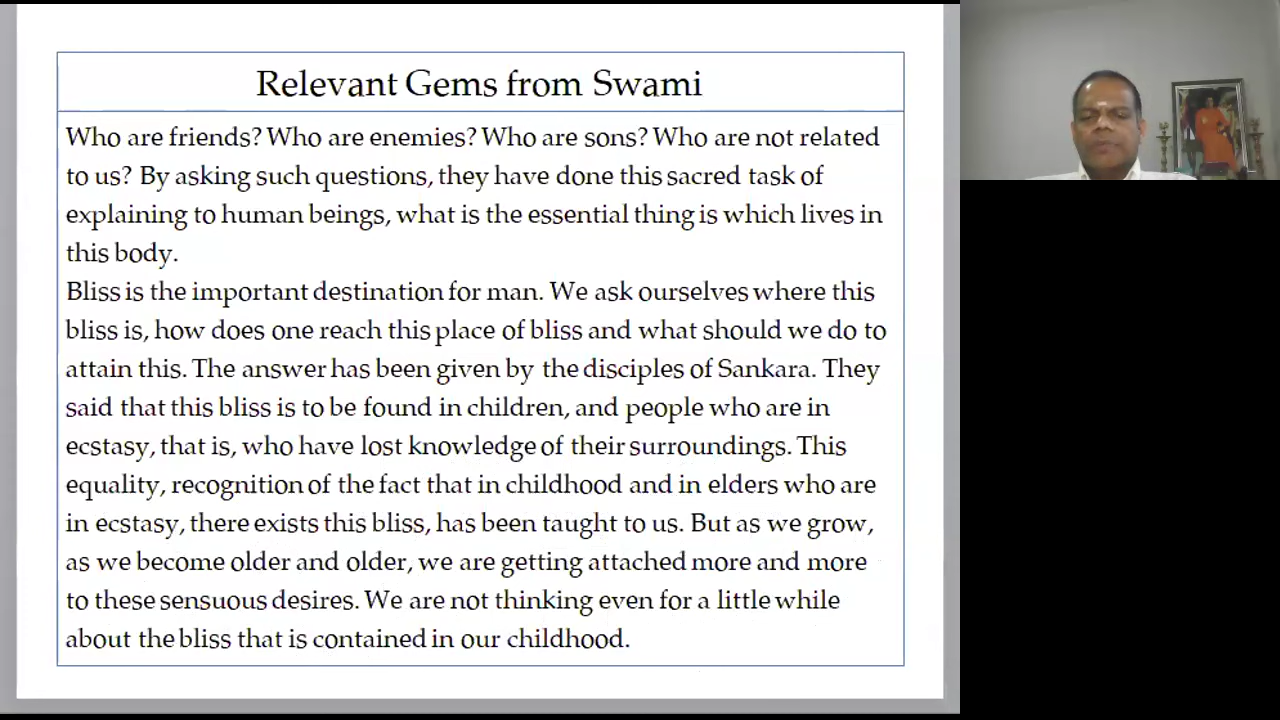 Relevant Gems from Swami
Who are friends? Who are enemies? Who are sons? Who are not related
to us? By asking such questions, they have done this sacred task of
explaining to human beings, what is the essential thing is which lives in
this body.
Bliss is the important destination for man. We ask ourselves where this
bliss is, how does one reach this place of bliss and what should we do to
attain this. The answer has been given by the disciples of Sankara. They
said that this bliss is to be found in children, and people who are in
ecstasy, that is, who have lost knowledge of their surroundings. This
equality, recognition of the fact that in childhood and in elders who are
in ecstasy, there exists this bliss, has been taught to us. But as we grow,
as we become older and older, we are getting attached more and more
to these sensuous desires. We are not thinking even for a little while
about the bliss that is contained in our childhood.